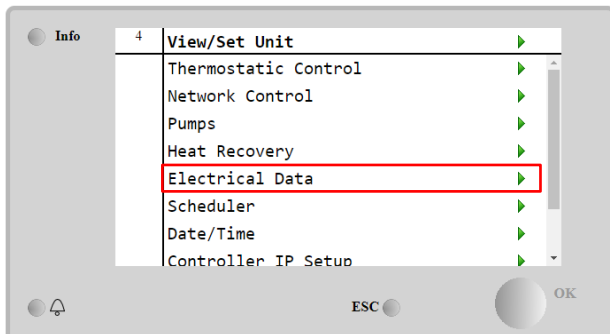 Info
4 View/Set Unit
Thermostatic Control
Network Control
Pumps
Heat Recovery
Electrical Data
Scheduler
Date/Time
Controller IP Setup
ESC
OK